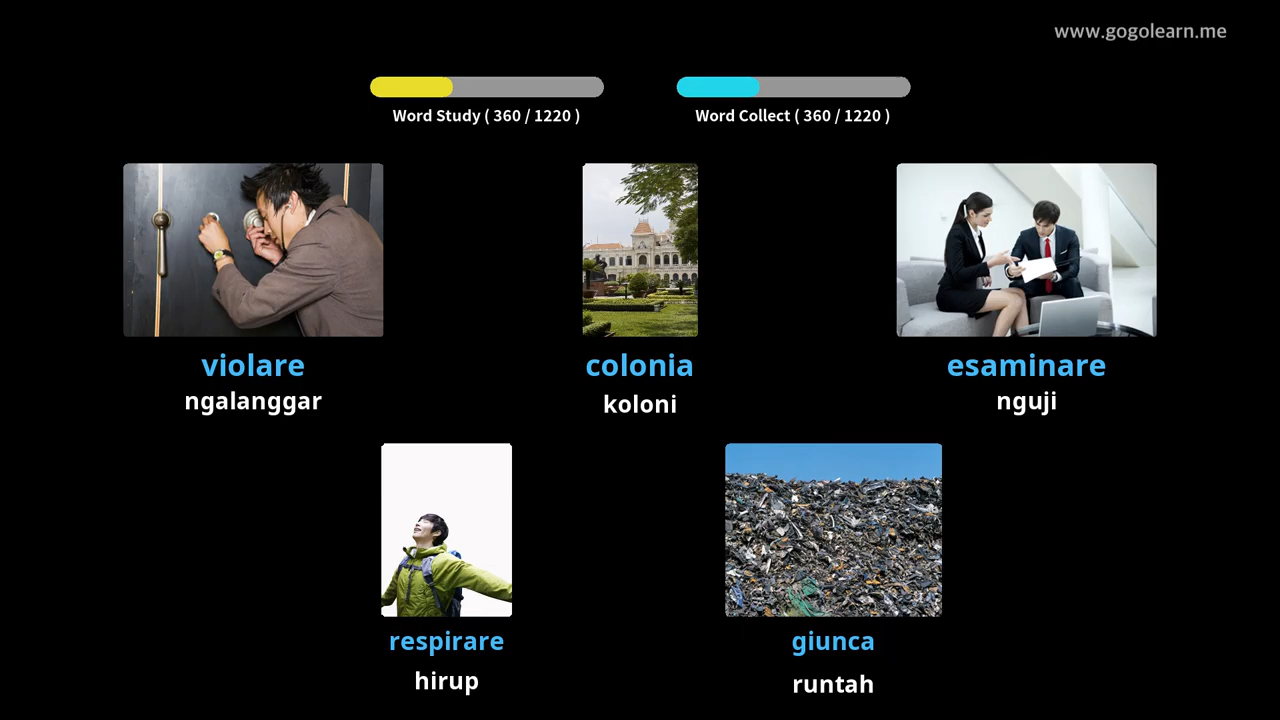 www.gogolearn.me
Word Study ( 360 / 1220 )
Word Collect ( 360 / 1220 )
violare
ngalanggar
colonia
koloni
esaminare
nguji
respirare
hirup
giunca
runtah